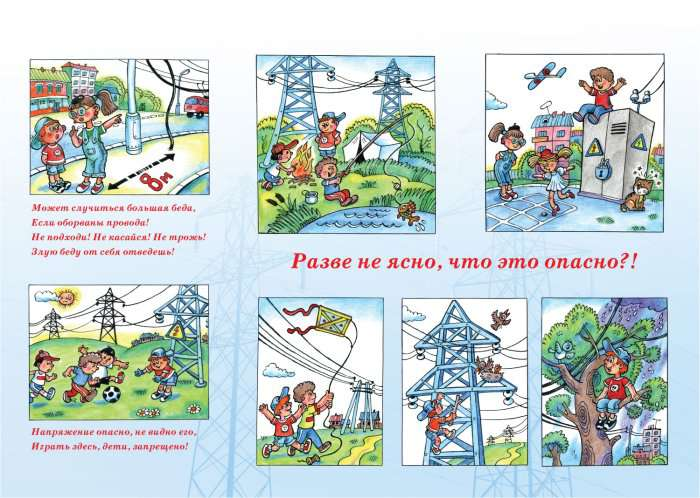 8м
Может случиться большая беда,
Если оборваны провода!
Не подходи! Не касайся! Не трожь!
Злую беду от себя отведешь!
Разве не ясно, что это опасно?!
Напряжение опасно, не видно его,
Играть здесь, дети, запрещено!